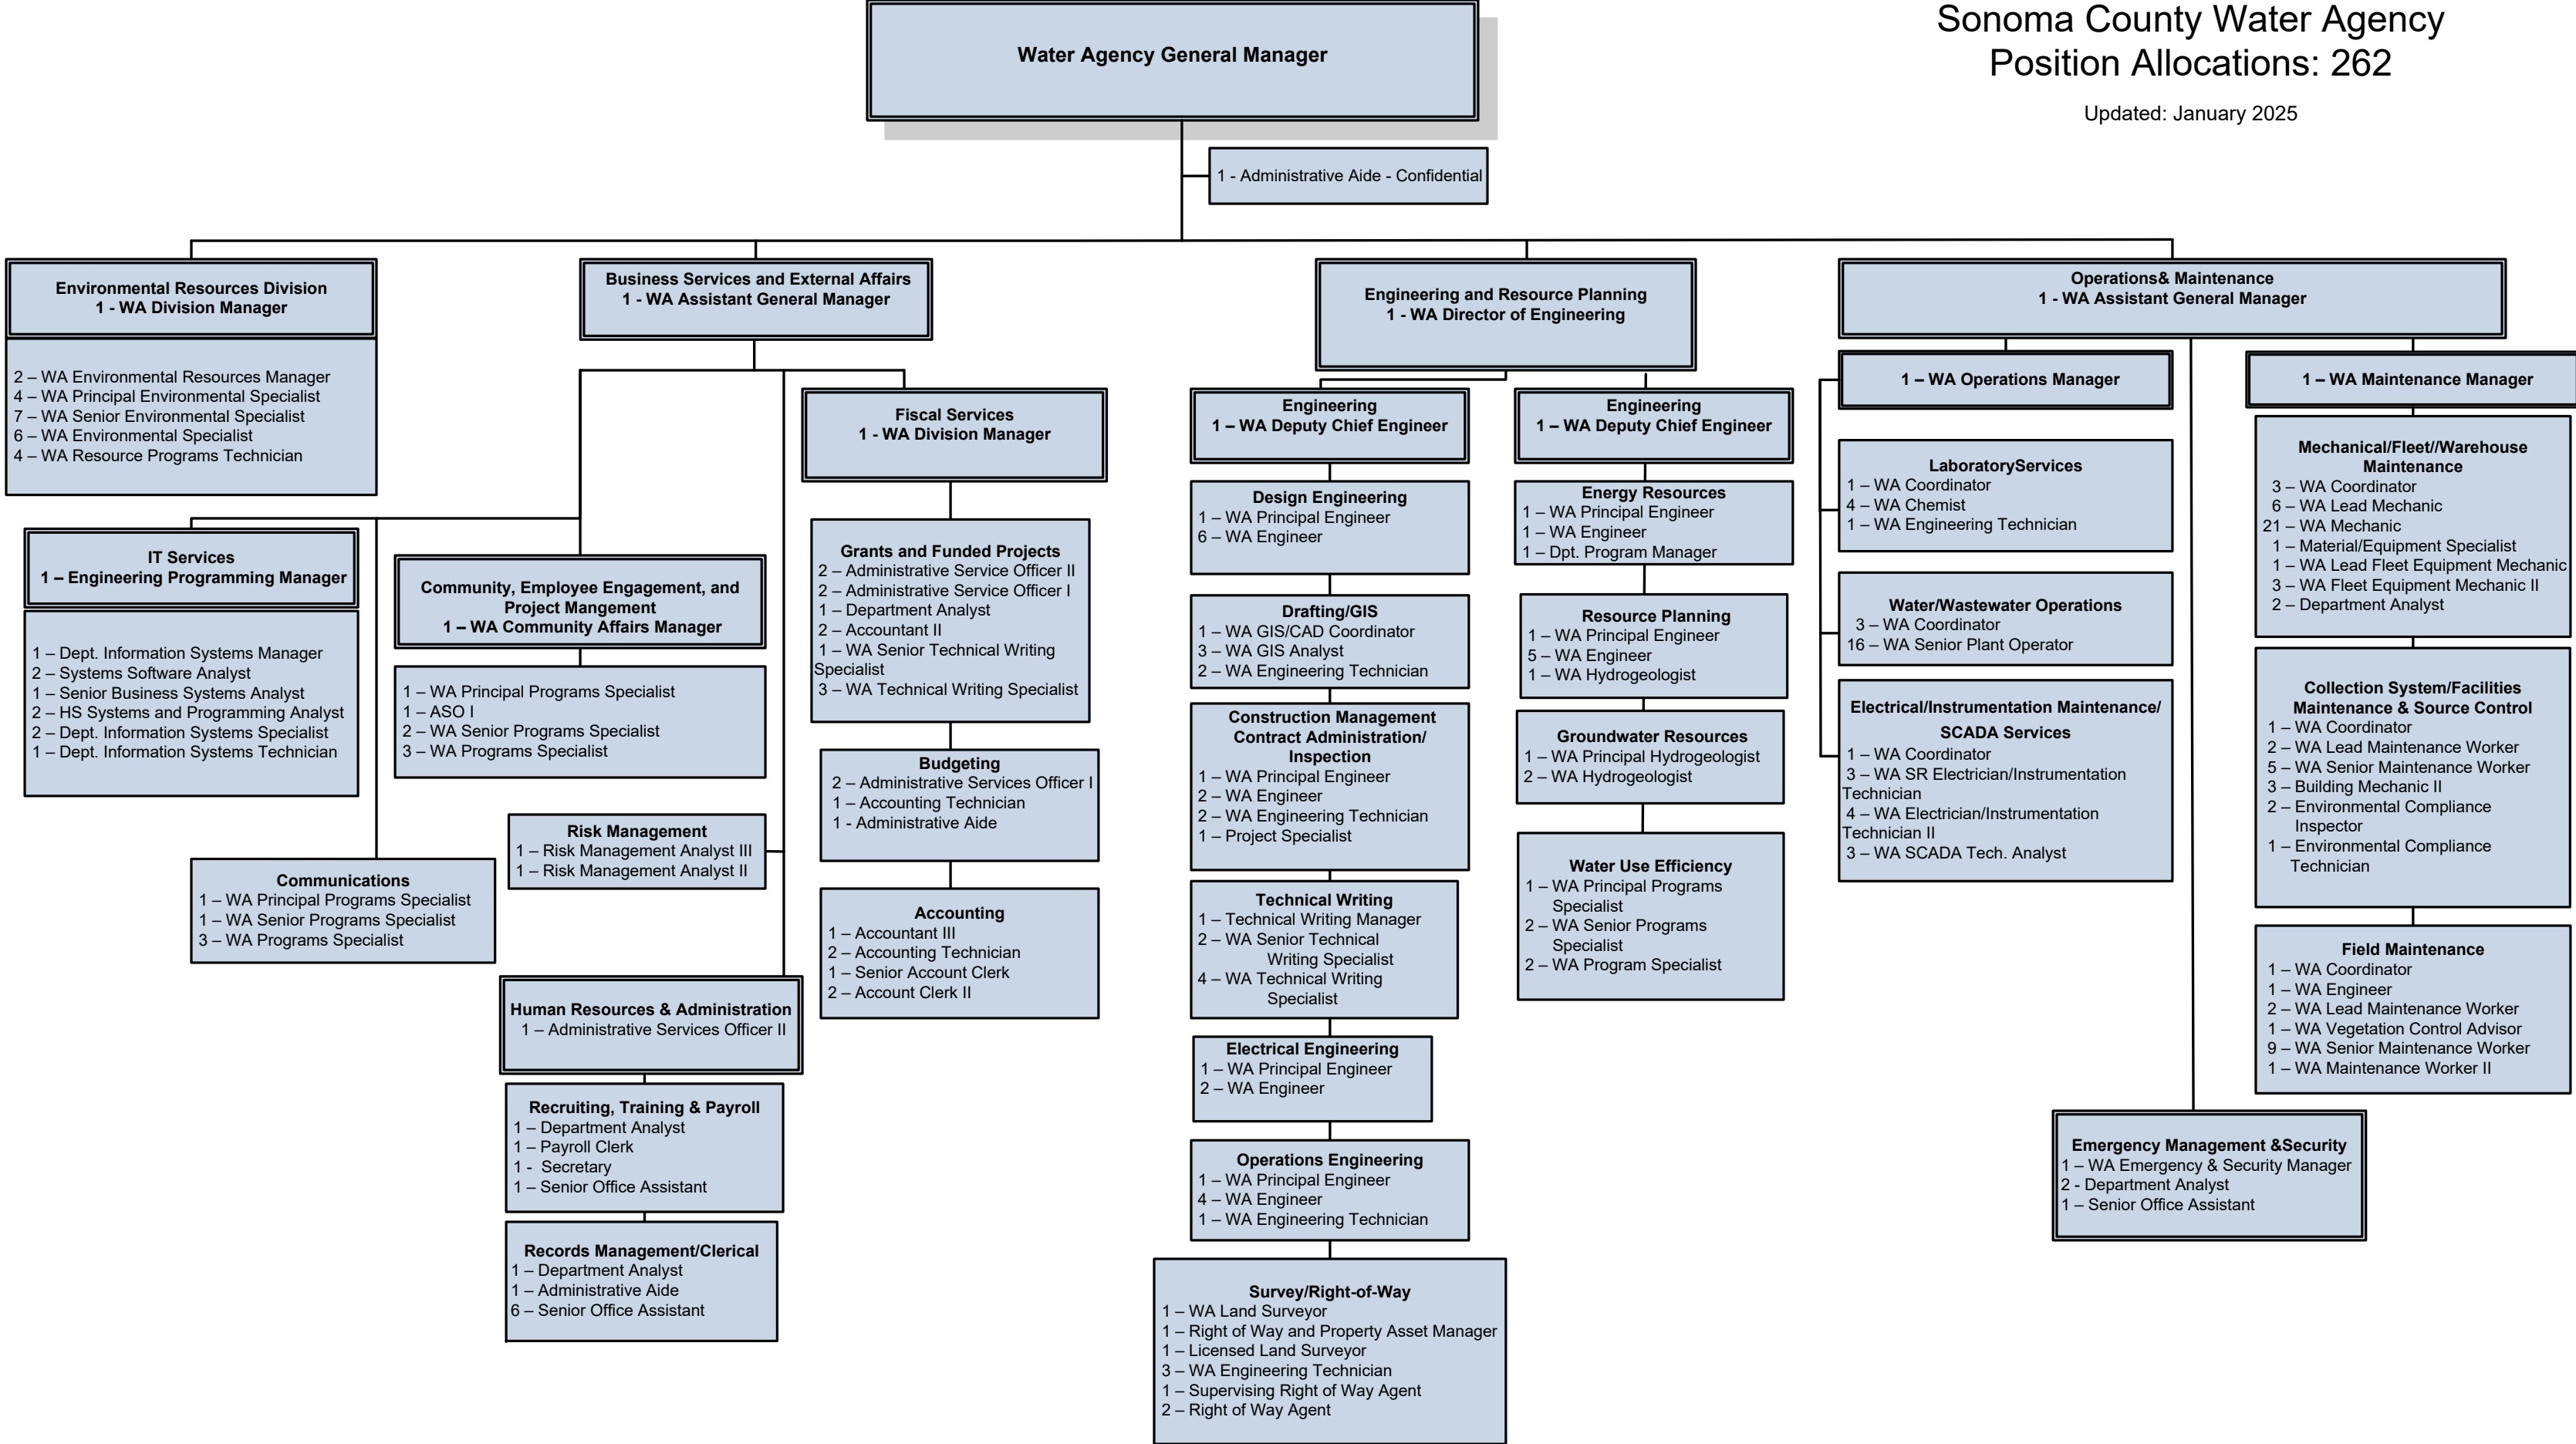 Sonoma County Water Agency
Position Allocations: 262
Updated: January 2025
Water Agency General Manager
1 - Administrative Aide - Confidential
Environmental Resources Division
1 - WA Division Manager
2 – WA Environmental Resources Manager
4 – WA Principal Environmental Specialist
7 – WA Senior Environmental Specialist
6 – WA Environmental Specialist
4 – WA Resource Programs Technician
Business Services and External Affairs
1 - WA Assistant General Manager
IT Services
1 – Engineering Programming Manager
1 – Dept. Information Systems Manager
2 – Systems Software Analyst
1 – Senior Business Systems Analyst
2 – HS Systems and Programming Analyst
2 – Dept. Information Systems Specialist
1 – Dept. Information Systems Technician
Communications
1 – WA Principal Programs Specialist
1 – WA Senior Programs Specialist
3 – WA Programs Specialist
Community, Employee Engagement, and
Project Mangement
1 – WA Community Affairs Manager
1 – WA Principal Programs Specialist
1 – ASO I
2 – WA Senior Programs Specialist
3 – WA Programs Specialist
Risk Management
1 – Risk Management Analyst III
1 – Risk Management Analyst II
Human Resources & Administration
1 – Administrative Services Officer II
Recruiting, Training & Payroll
1 – Department Analyst
1 – Payroll Clerk
1 - Secretary
1 – Senior Office Assistant
Records Management/Clerical
1 – Department Analyst
1 – Administrative Aide
6 – Senior Office Assistant
Fiscal Services
1 - WA Division Manager
Grants and Funded Projects
2 – Administrative Service Officer II
2 – Administrative Service Officer I
1 – Department Analyst
2 – Accountant II
1 – WA Senior Technical Writing
Specialist
3 – WA Technical Writing Specialist
Budgeting
2 – Administrative Services Officer I
1 – Accounting Technician
1 - Administrative Aide
Accounting
1 – Accountant III
2 – Accounting Technician
1 – Senior Account Clerk
2 – Account Clerk II
Engineering and Resource Planning
1 - WA Director of Engineering
Engineering
1 – WA Deputy Chief Engineer
Design Engineering
1 – WA Principal Engineer
6 – WA Engineer
Drafting/GIS
1 – WA GIS/CAD Coordinator
3 – WA GIS Analyst
2 – WA Engineering Technician
Construction Management
Contract Administration/
Inspection
1 – WA Principal Engineer
2 – WA Engineer
2 – WA Engineering Technician
1 – Project Specialist
Technical Writing
1 – Technical Writing Manager
2 – WA Senior Technical
Writing Specialist
4 – WA Technical Writing
Specialist
Electrical Engineering
1 – WA Principal Engineer
2 – WA Engineer
Operations Engineering
1 – WA Principal Engineer
4 – WA Engineer
1 – WA Engineering Technician
Survey/Right-of-Way
1 – WA Land Surveyor
1 – Right of Way and Property Asset Manager
1 – Licensed Land Surveyor
3 – WA Engineering Technician
1 – Supervising Right of Way Agent
2 – Right of Way Agent
Engineering
1 – WA Deputy Chief Engineer
Energy Resources
1 – WA Principal Engineer
1 – WA Engineer
1 – Dpt. Program Manager
Resource Planning
1 – WA Principal Engineer
5 – WA Engineer
1 – WA Hydrogeologist
Groundwater Resources
1 – WA Principal Hydrogeologist
2 – WA Hydrogeologist
Water Use Efficiency
1 – WA Principal Programs
Specialist
2 – WA Senior Programs
Specialist
2 – WA Program Specialist
Operations& Maintenance
1 - WA Assistant General Manager
1 – WA Operations Manager
LaboratoryServices
1 – WA Coordinator
4 – WA Chemist
1 – WA Engineering Technician
Water/Wastewater Operations
3 – WA Coordinator
16 – WA Senior Plant Operator
Electrical/Instrumentation Maintenance/
SCADA Services
1 – WA Coordinator
3 – WA SR Electrician/Instrumentation
Technician
4 – WA Electrician/Instrumentation
Technician II
3 – WA SCADA Tech. Analyst
1 – WA Maintenance Manager
Mechanical/Fleet//Warehouse
Maintenance
3 – WA Coordinator
6 – WA Lead Mechanic
21 – WA Mechanic
1 – Material/Equipment Specialist
1 – WA Lead Fleet Equipment Mechanic
3 – WA Fleet Equipment Mechanic II
2 – Department Analyst
Collection System/Facilities
Maintenance & Source Control
1 – WA Coordinator
2 – WA Lead Maintenance Worker
5 – WA Senior Maintenance Worker
3 – Building Mechanic II
2 – Environmental Compliance
Inspector
1 – Environmental Compliance
Technician
Field Maintenance
1 – WA Coordinator
1 – WA Engineer
2 – WA Lead Maintenance Worker
1 – WA Vegetation Control Advisor
9 – WA Senior Maintenance Worker
1 – WA Maintenance Worker II
Emergency Management &Security
1 – WA Emergency & Security Manager
2 - Department Analyst
1 – Senior Office Assistant